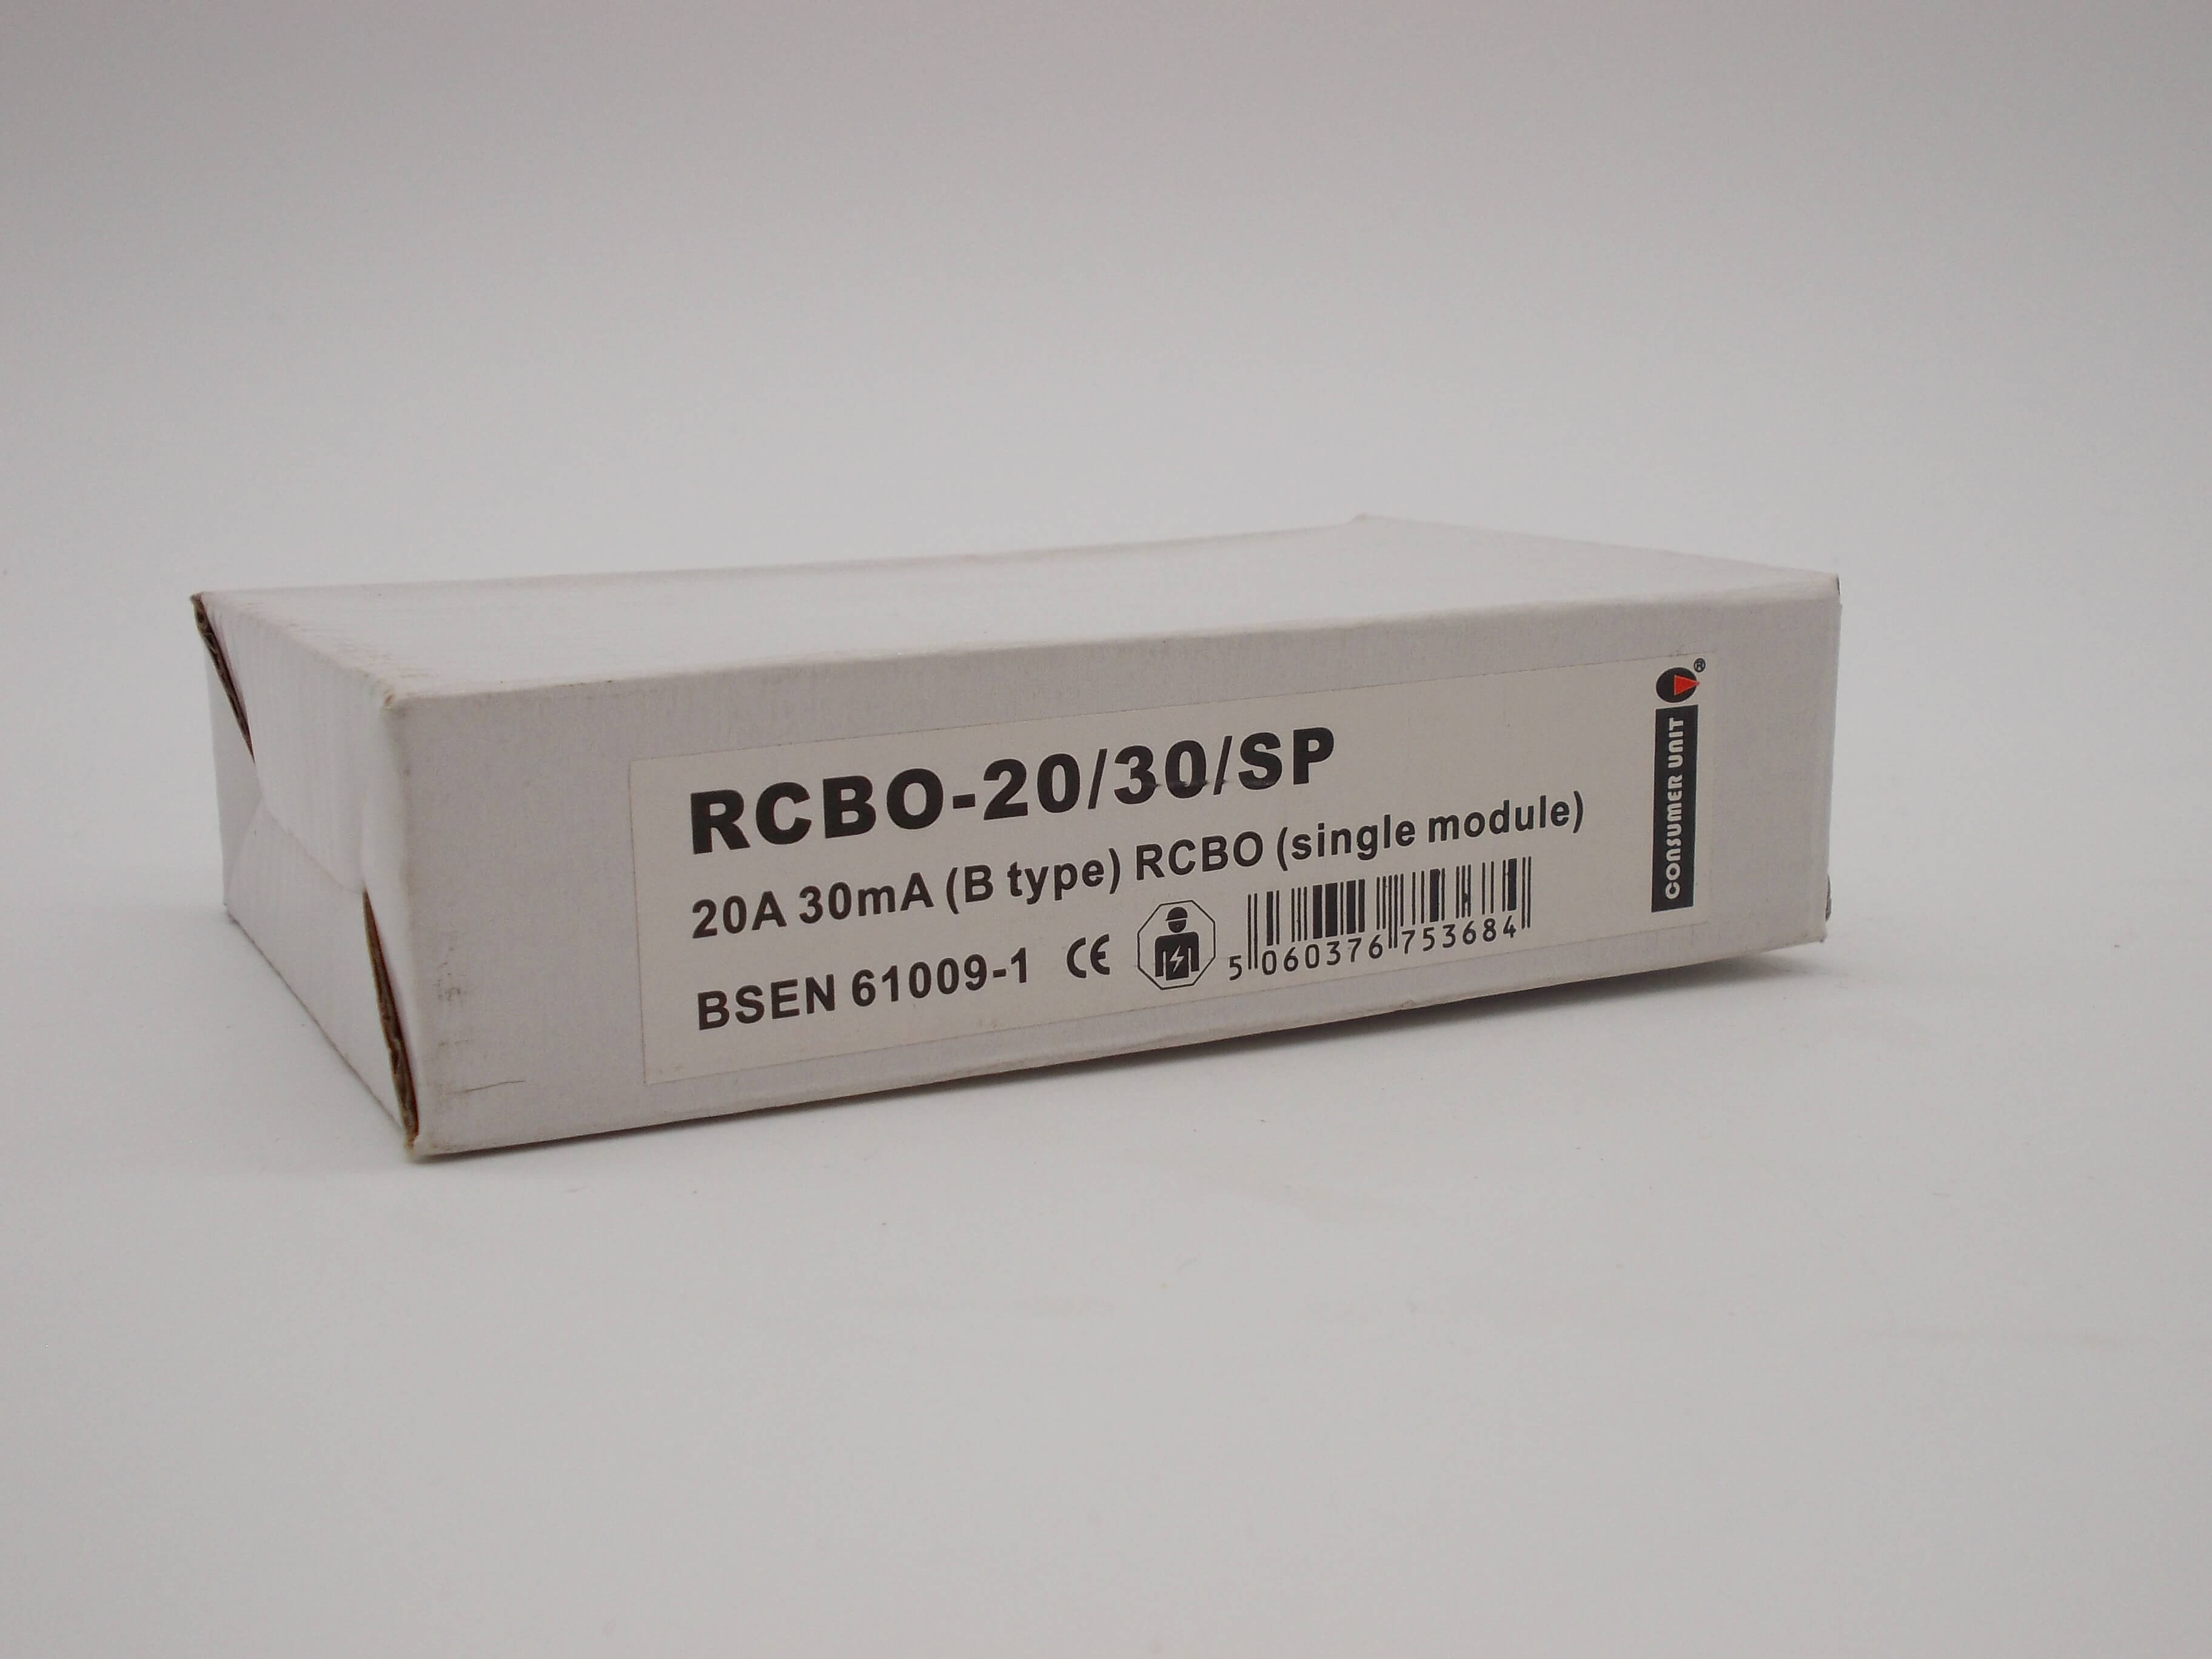 RCBO-20/30/SP
20A 30mA (B type) RCBO (single module)
BSEN 61009-1 CE
5 060376 753684
CONSUMER UNIT
®